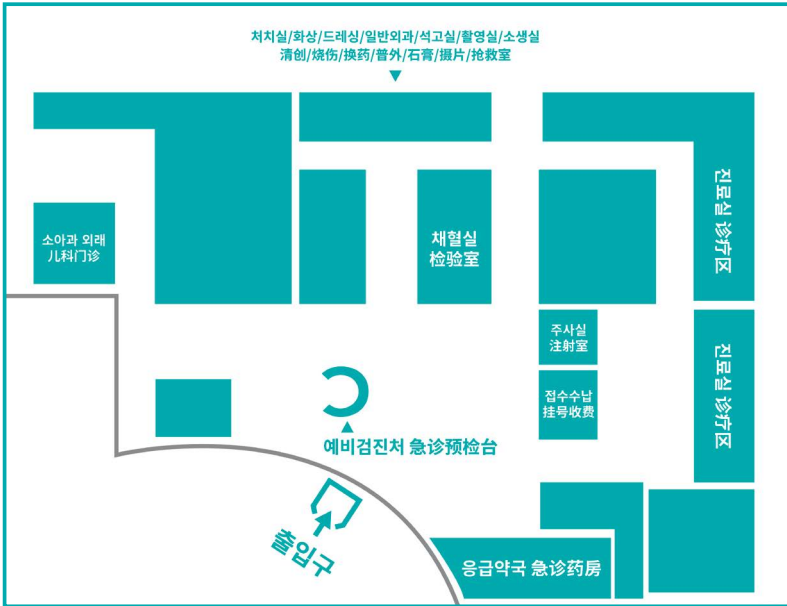 처치실/화상/드레싱/일반외과/석고실/촬영실/소생실
清创/烧伤/换药/普外/石膏/摄片/抢救室
진료실 诊疗区
소아과 외래
儿科门诊
채혈실
检验室
주사실
注射室
진료실 诊疗区
접수수납
挂号收费
예비검진처 急诊预检台
출입구
응급약국 急诊药房